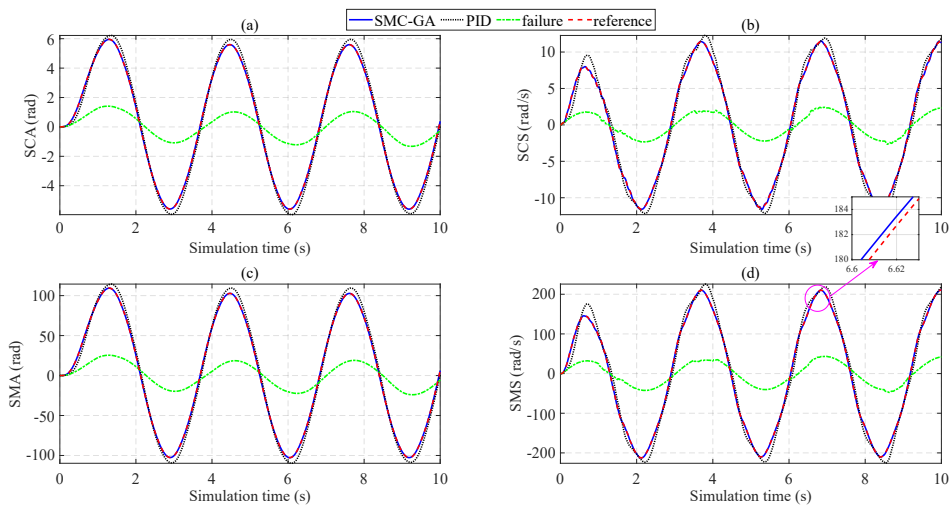 SMC-GA PID failure reference
(a)
6
4
2
0
-2
-4
SCA (rad)
0 2 4 6 8 10
Simulation time (s)
(b)
10
5
0
-5
-10
SCS (rad/s)
0 2 4 6 8 10
Simulation time (s)
184
182
180
6.6 6.62
(c)
100
50
0
-50
-100
SMA (rad)
0 2 4 6 8 10
Simulation time (s)
(d)
200
100
0
-100
-200
SMS (rad/s)
0 2 4 6 8 10
Simulation time (s)